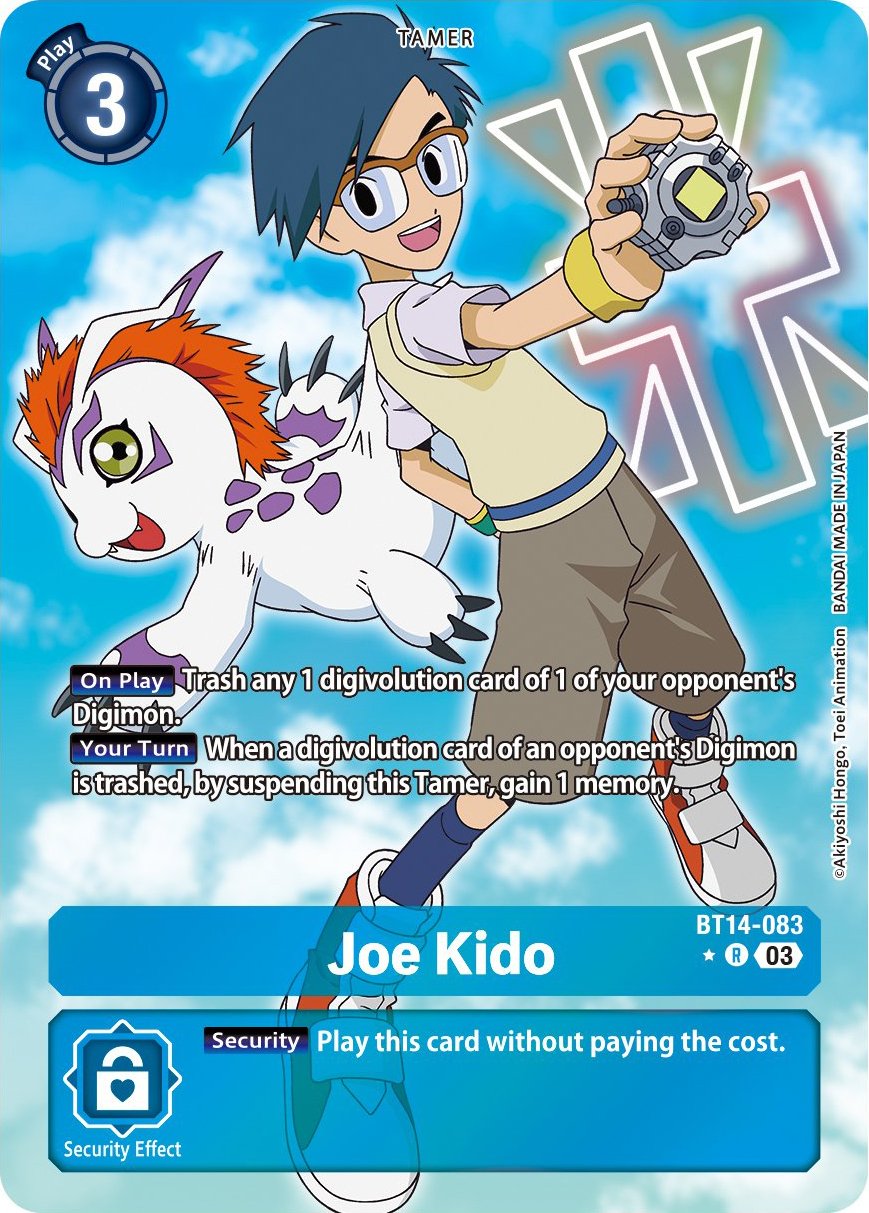 TAMER
Play
3
On Play Trash any 1 digivolution card of 1 of your opponent's
Digimon.
Your Turn When a digivolution card of an opponent's Digimon
is trashed, by suspending this Tamer, gain 1 memory.
©Akiyoshi Hongo, Toei Animation BANDAI MADE IN JAPAN
BT14-083
Joe Kido
★ R 03
Security Play this card without paying the cost.
Security Effect